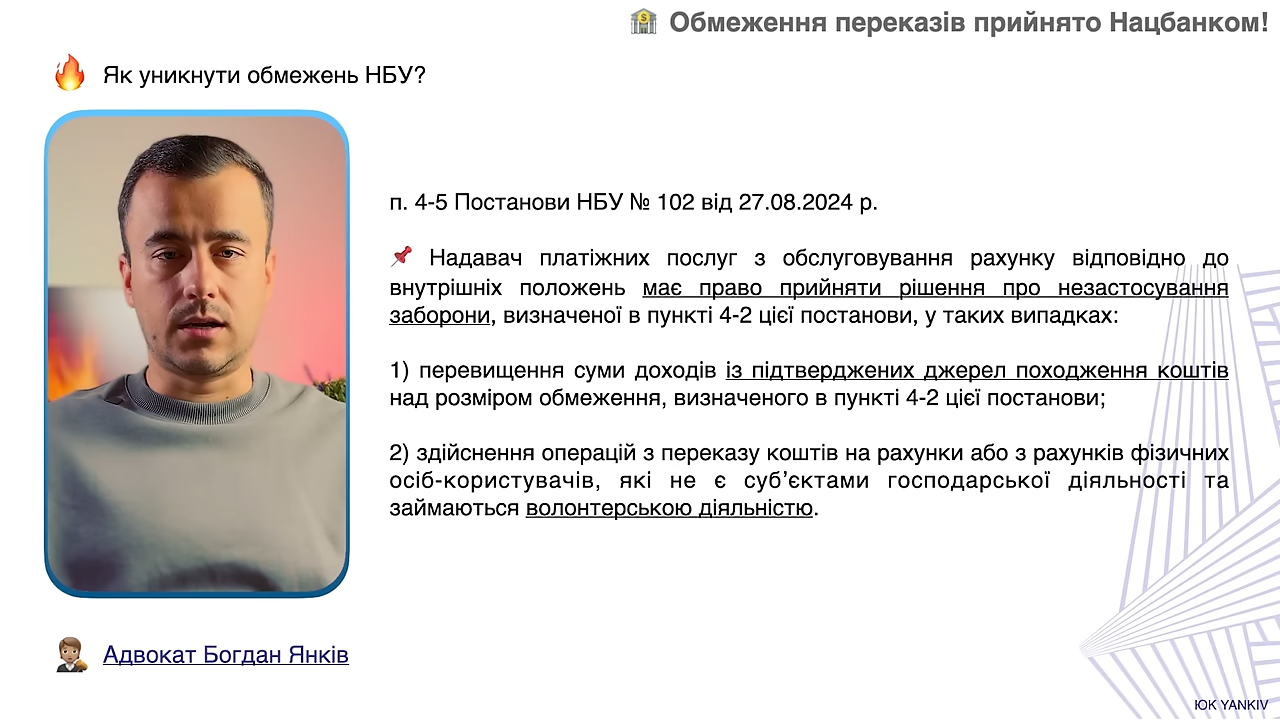 Обмеження переказів прийнято Нацбанком!
Як уникнути обмежень НБУ?
п. 4-5 Постанови НБУ № 102 від 27.08.2024 р.
Надавач платіжних послуг з обслуговування рахунку відповідно до
внутрішніх положень має право прийняти рішення про незастосування
заборони, визначеної в пункті 4-2 цієї постанови, у таких випадках:
1) перевищення суми доходів із підтверджених джерел походження коштів
над розміром обмеження, визначеного в пункті 4-2 цієї постанови;
2) здійснення операцій з переказу коштів на рахунки або з рахунків фізичних
осіб-користувачів, які не є суб’єктами господарської діяльності та
займаються волонтерською діяльністю.
Адвокат Богдан Янків
ЮК YANKIV